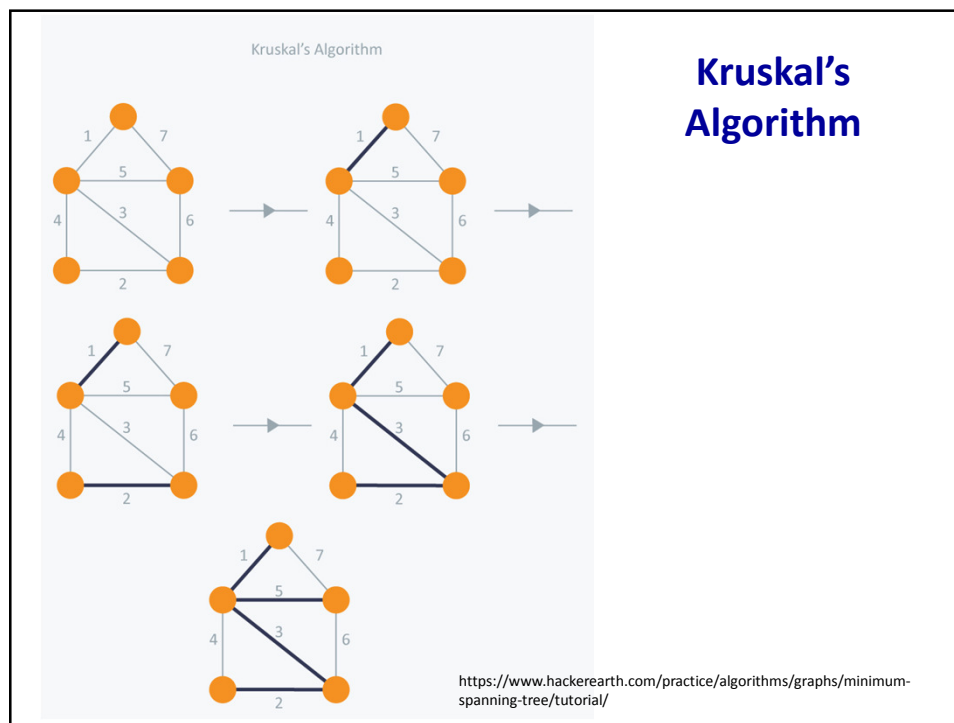 Kruskal's Algorithm
Kruskal's
Algorithm
1 7
5
4 3 6
2
1 7
5
4 3 6
2
1 7
5
4 3 6
2
1 7
5
4 3 6
2
1 7
5
4 3 6
2
https://www.hackerearth.com/practice/algorithms/graphs/minimum-
spanning-tree/tutorial/